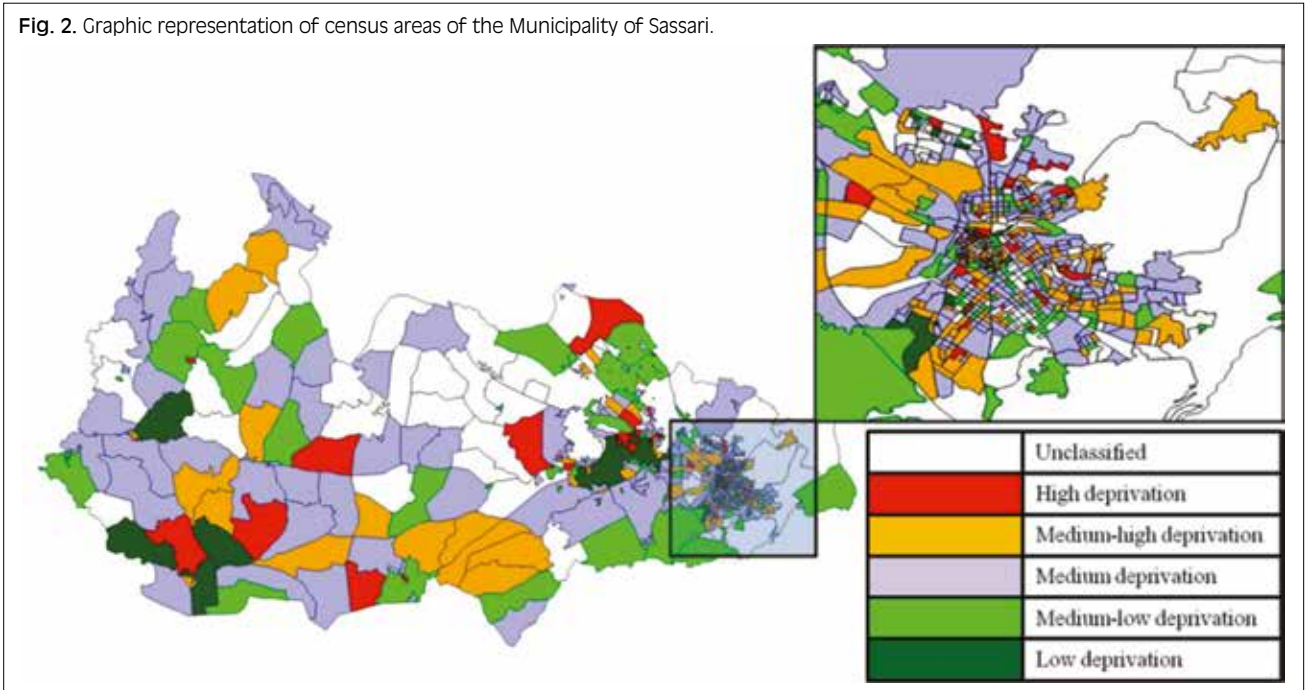 Fig. 2. Graphic representation of census areas of the Municipality of Sassari.
Unclassified
High deprivation
Medium-high deprivation
Medium deprivation
Medium-low deprivation
Low deprivation